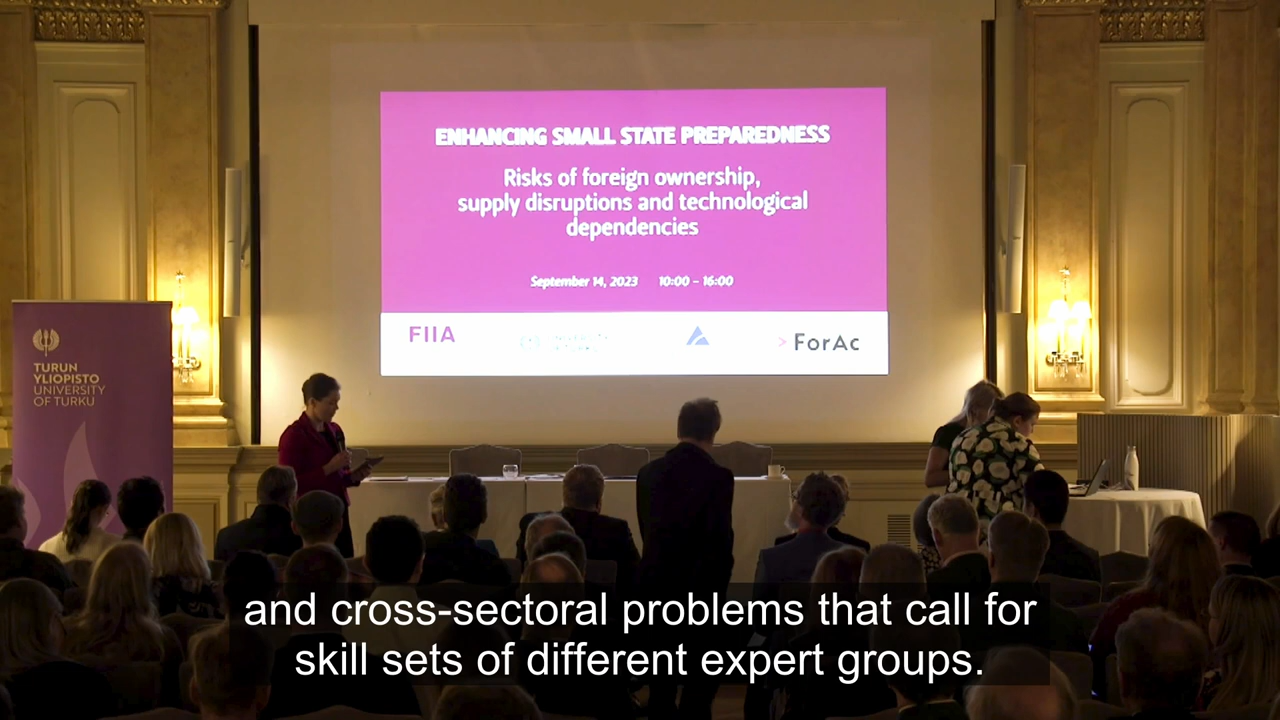 ENHANCING SMALL STATE PREPAREDNESS
Risks of foreign ownership,
supply disruptions and technological
dependencies
September 14, 2023 10:00 – 16:00
FIIA
> ForAc
TURUN
YLIOPISTO
UNIVERSITY
OF TURKU
and cross-sectoral problems that call for
skill sets of different expert groups.